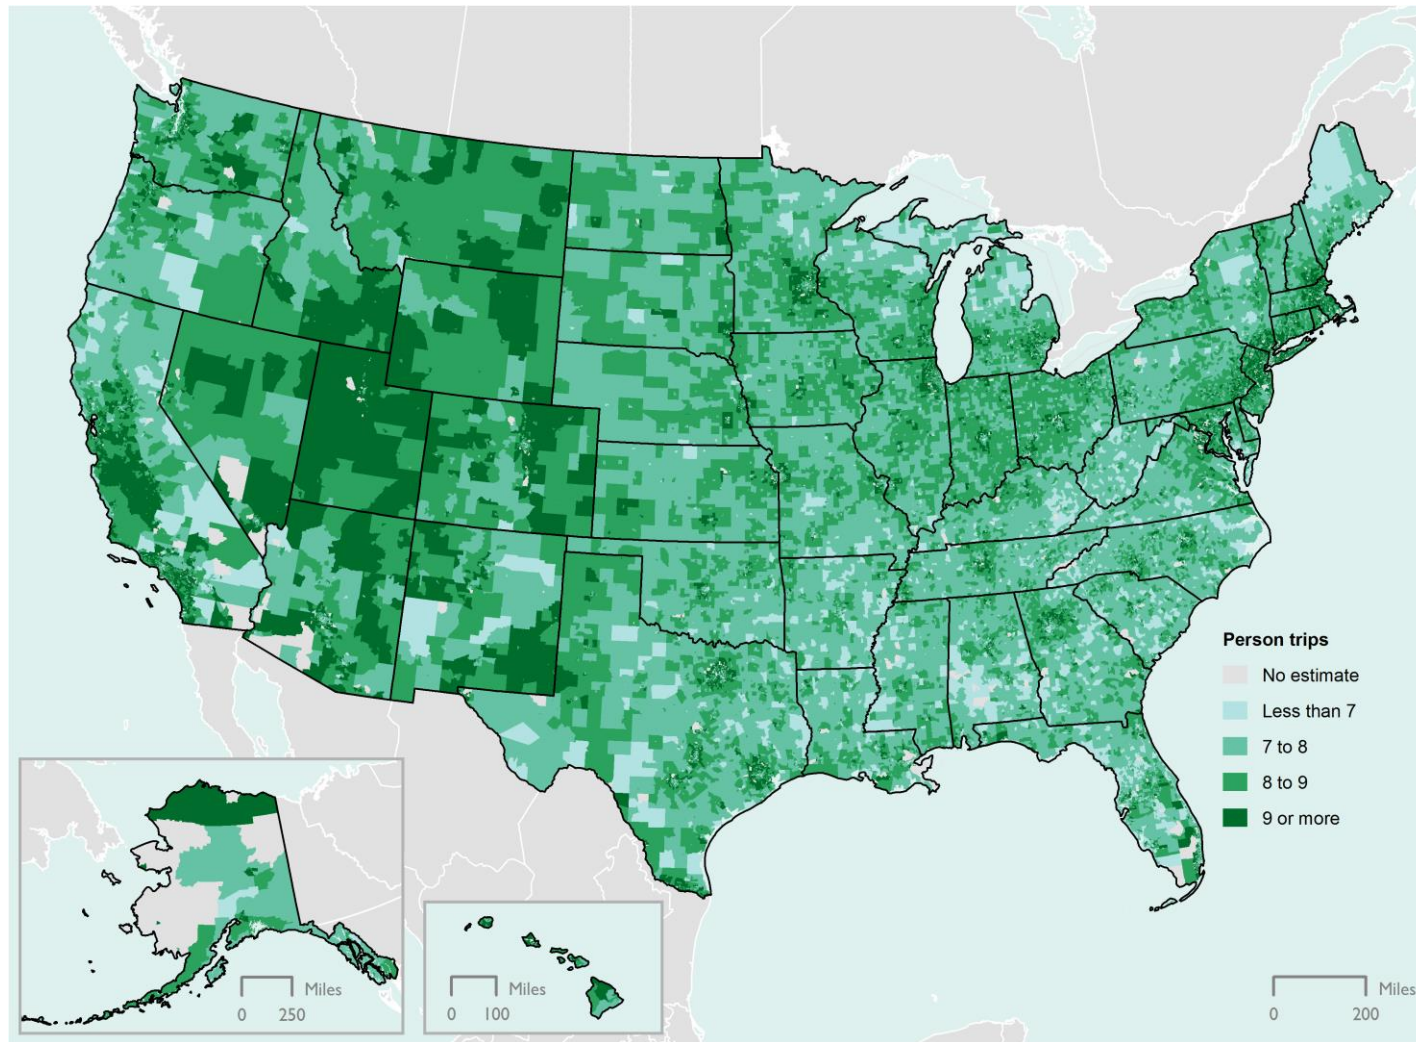 Person trips
No estimate
Less than 7
7 to 8
8 to 9
9 or more
Miles
0 250
Miles
0 100
Miles
0 200